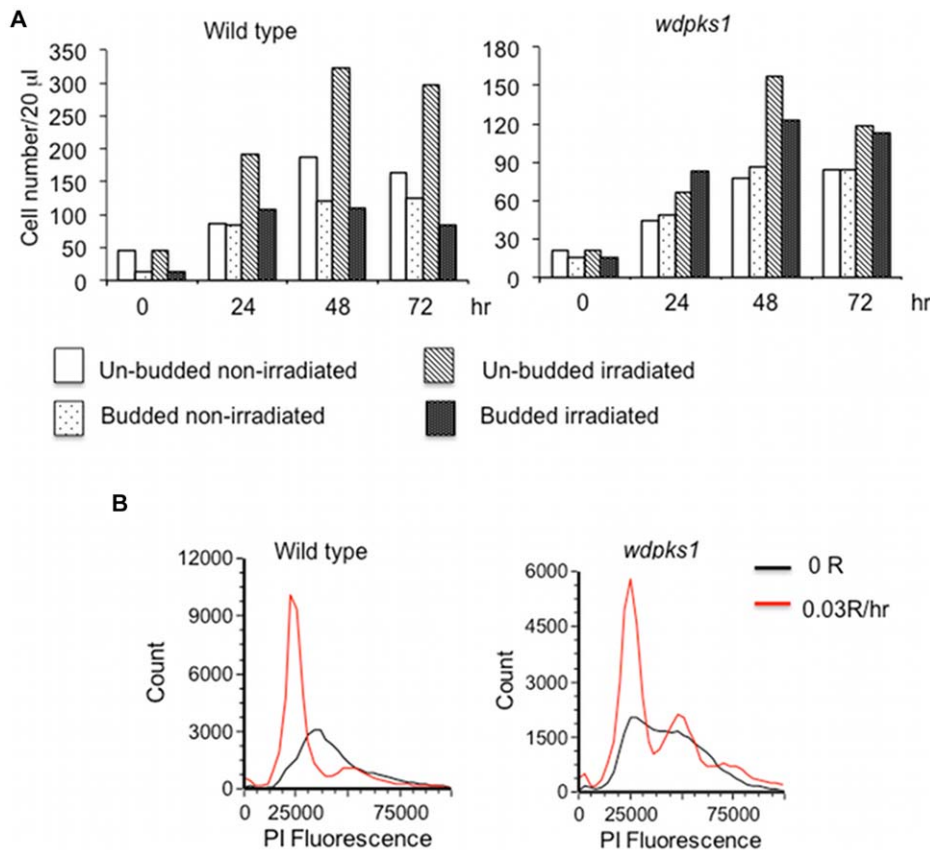 A
Wild type
wdpks1
Cell number/20 µl
350
300
250
200
150
100
50
0
0 24 48 72 hr
180
150
120
90
60
30
0
0 24 48 72 hr
Un-budded non-irradiated
Un-budded irradiated
Budded non-irradiated
Budded irradiated
B
Wild type
wdpks1
Count
12000
9000
6000
3000
0
0 25000 75000
PI Fluorescence
Count
6000
4500
3000
1500
0
0 25000 75000
PI Fluorescence
0 R
0.03R/hr